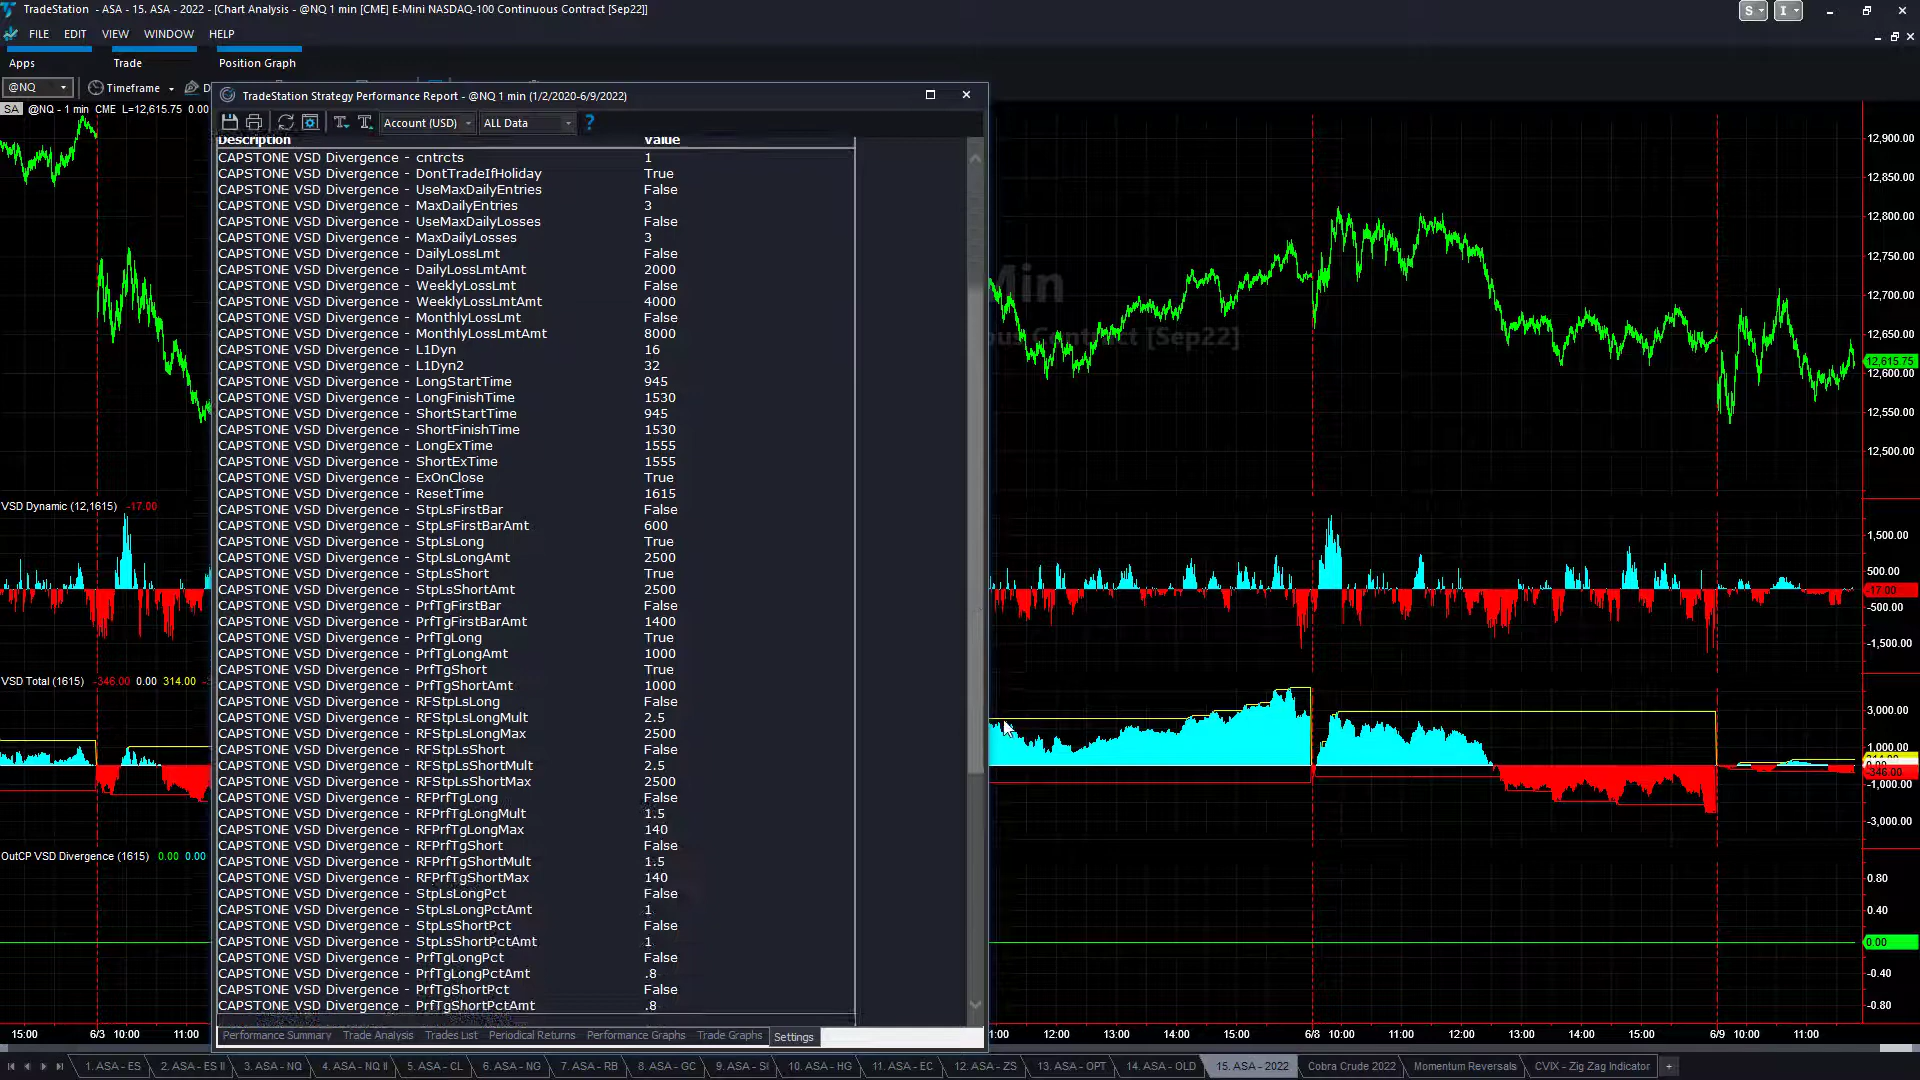 TradeStation - ASA - 15. ASA - 2022 - [Chart Analysis - @NQ 1 min [CME] E-Mini NASDAQ-100 Continuous Contract [Sep22]]
S
I
FILE EDIT VIEW WINDOW HELP
Apps Trade Position Graph
@NQ Timeframe D
SA @NQ - 1 min CME L=12,615.75 0.00
TradeStation Strategy Performance Report - @NQ 1 min (1/2/2020-6/9/2022)
Account (USD) ALL Data ?
Description Value
CAPSTONE VSD Divergence - cntrcts 1
CAPSTONE VSD Divergence - DontTradeIfHoliday True
CAPSTONE VSD Divergence - UseMaxDailyEntries False
CAPSTONE VSD Divergence - MaxDailyEntries 3
CAPSTONE VSD Divergence - UseMaxDailyLosses False
CAPSTONE VSD Divergence - MaxDailyLosses 3
CAPSTONE VSD Divergence - DailyLossLmt False
CAPSTONE VSD Divergence - DailyLossLmtAmt 2000
CAPSTONE VSD Divergence - WeeklyLossLmt False
CAPSTONE VSD Divergence - WeeklyLossLmtAmt 4000
CAPSTONE VSD Divergence - MonthlyLossLmt False
CAPSTONE VSD Divergence - MonthlyLossLmtAmt 8000
CAPSTONE VSD Divergence - L1Dyn 16
CAPSTONE VSD Divergence - L1Dyn2 32
CAPSTONE VSD Divergence - LongStartTime 945
CAPSTONE VSD Divergence - LongFinishTime 1530
CAPSTONE VSD Divergence - ShortStartTime 945
CAPSTONE VSD Divergence - ShortFinishTime 1530
CAPSTONE VSD Divergence - LongExTime 1555
CAPSTONE VSD Divergence - ShortExTime 1555
CAPSTONE VSD Divergence - ExOnClose True
CAPSTONE VSD Divergence - ResetTime 1615
CAPSTONE VSD Divergence - StpLsFirstBar False
CAPSTONE VSD Divergence - StpLsFirstBarAmt 600
CAPSTONE VSD Divergence - StpLsLong True
CAPSTONE VSD Divergence - StpLsLongAmt 2500
CAPSTONE VSD Divergence - StpLsShort True
CAPSTONE VSD Divergence - StpLsShortAmt 2500
CAPSTONE VSD Divergence - PrfTgFirstBar False
CAPSTONE VSD Divergence - PrfTgFirstBarAmt 1400
CAPSTONE VSD Divergence - PrfTgLong True
CAPSTONE VSD Divergence - PrfTgLongAmt 1000
CAPSTONE VSD Divergence - PrfTgShort True
CAPSTONE VSD Divergence - PrfTgShortAmt 1000
CAPSTONE VSD Divergence - RFStpLsLong False
CAPSTONE VSD Divergence - RFStpLsLongMult 2.5
CAPSTONE VSD Divergence - RFStpLsLongMax 2500
CAPSTONE VSD Divergence - RFStpLsShort False
CAPSTONE VSD Divergence - RFStpLsShortMult 2.5
CAPSTONE VSD Divergence - RFStpLsShortMax 2500
CAPSTONE VSD Divergence - RFPrfTgLong False
CAPSTONE VSD Divergence - RFPrfTgLongMult 1.5
CAPSTONE VSD Divergence - RFPrfTgLongMax 140
CAPSTONE VSD Divergence - RFPrfTgShort False
CAPSTONE VSD Divergence - RFPrfTgShortMult 1.5
CAPSTONE VSD Divergence - RFPrfTgShortMax 140
CAPSTONE VSD Divergence - StpLsLongPct False
CAPSTONE VSD Divergence - StpLsLongPctAmt 1
CAPSTONE VSD Divergence - StpLsShortPct False
CAPSTONE VSD Divergence - StpLsShortPctAmt 1
CAPSTONE VSD Divergence - PrfTgLongPct False
CAPSTONE VSD Divergence - PrfTgLongPctAmt .8
CAPSTONE VSD Divergence - PrfTgShortPct False
CAPSTONE VSD Divergence - PrfTgShortPctAmt .8
Performance Summary Trade Analysis Trades List Periodical Returns Performance Graphs Trade Graphs Settings
Min
ous Contract [Sep22]
12,900.00
12,850.00
12,800.00
12,750.00
12,700.00
12,650.00
12,615.75
12,600.00
12,550.00
12,500.00
VSD Dynamic (12,1615) -17.00
1,500.00
500.00
-17.00
-500.00
-1,500.00
VSD Total (1615) -346.00 0.00 314.00
3,000.00
1,000.00
-346.00
-1,000.00
-3,000.00
OutCP VSD Divergence (1615) 0.00 0.00
0.80
0.40
0.00
-0.40
-0.80
15:00 6/3 10:00 11:00 1:00 12:00 13:00 14:00 15:00 6/8 10:00 11:00 12:00 13:00 14:00 15:00 6/9 10:00 11:00
1. ASA - ES 2. ASA - ES II 3. ASA - NQ 4. ASA - NQ II 5. ASA - CL 6. ASA - NG 7. ASA - RB 8. ASA - GC 9. ASA - SI 10. ASA - HG 11. ASA - EC 12. ASA - ZS 13. ASA - OPT 14. ASA - OLD 15. ASA - 2022 Cobra Crude 2022 Momentum Reversals CVIX - Zig Zag Indicator +